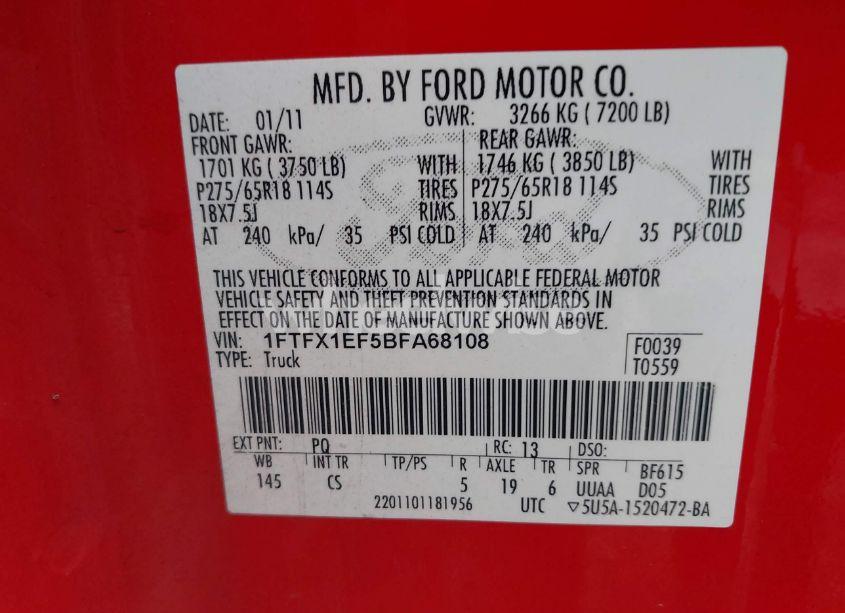 MFD. BY FORD MOTOR CO.
DATE: 01/11 GVWR: 3266 KG ( 7200 LB)
FRONT GAWR: REAR GAWR:
1701 KG ( 3750 LB) WITH 1746 KG ( 3850 LB) WITH
P275/65R18 114S TIRES P275/65R18 114S TIRES
18X7.5J RIMS 18X7.5J RIMS
AT 240 kPa/ 35 PSI COLD AT 240 kPa/ 35 PSI COLD
THIS VEHICLE CONFORMS TO ALL APPLICABLE FEDERAL MOTOR
VEHICLE SAFETY AND THEFT PREVENTION STANDARDS IN
EFFECT ON THE DATE OF MANUFACTURE SHOWN ABOVE.
VIN: 1FTFX1EF5BFA68108 F0039
TYPE: Truck T0559
EXT PNT: PQ RC: 13 DSO:
WB INT TR TP/PS R AXLE TR SPR BF615
145 CS 5 19 6 UUAA D05
2201101181956 UTC ▽5U5A-1520472-BA